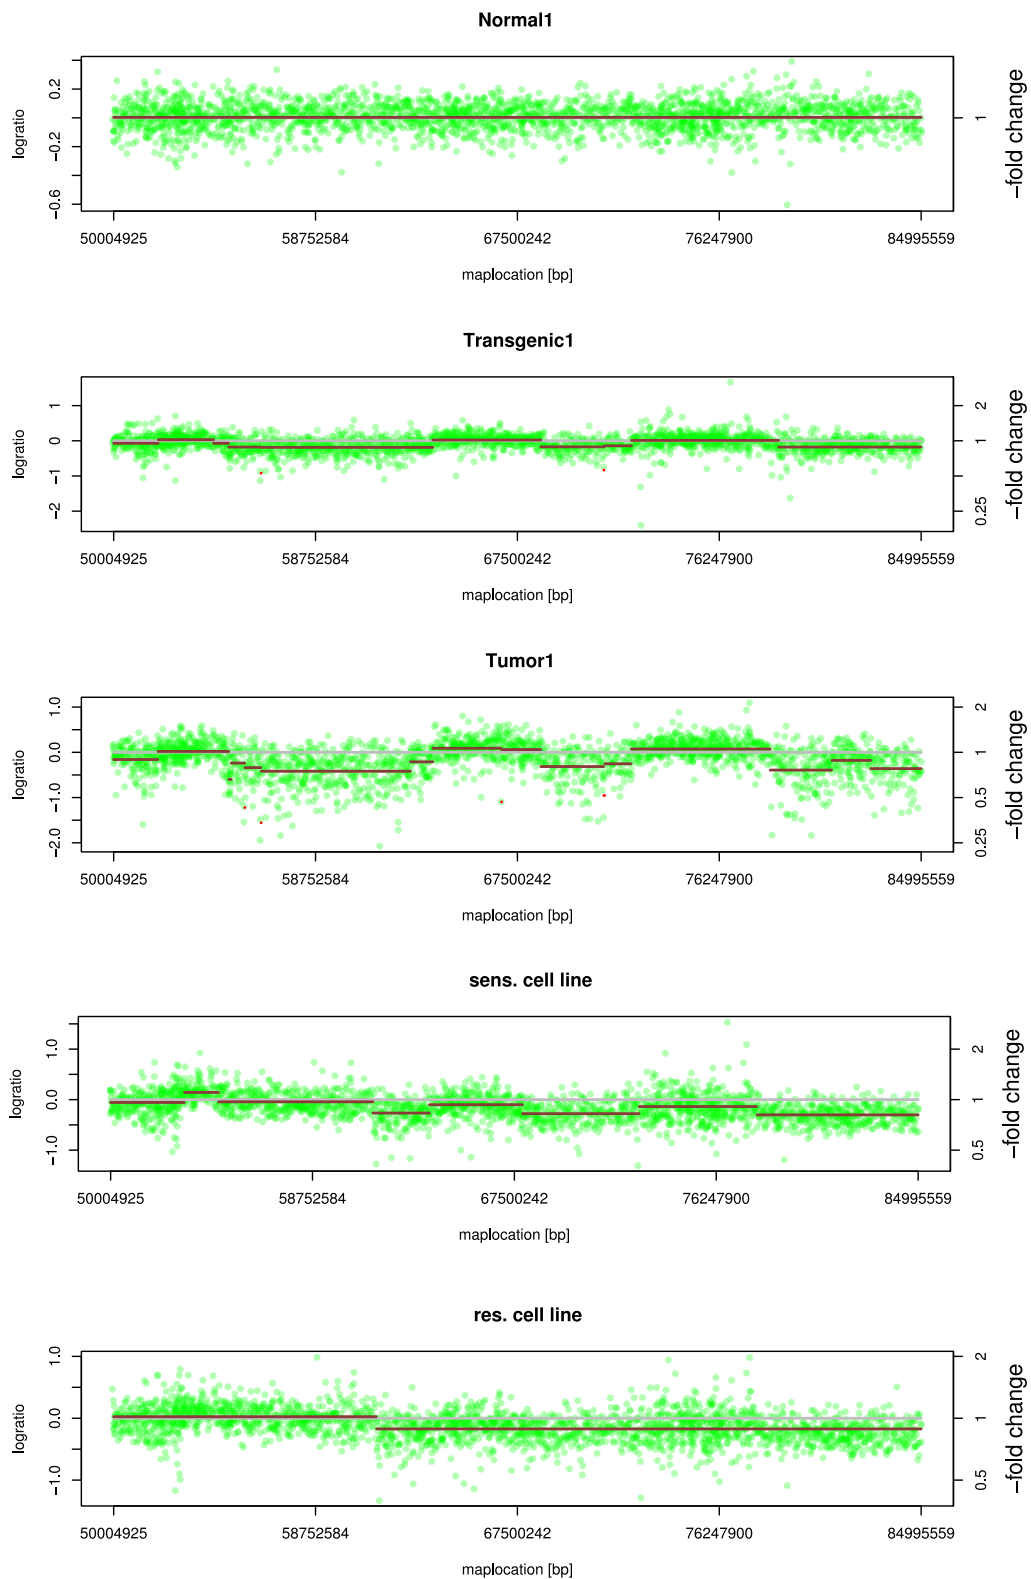 Normal1
0.2
−0.2
−0.6
logratio
1
−fold change
50004925 58752584 67500242 76247900 84995559
maplocation [bp]
Transgenic1
1
0
−1
−2
logratio
2
1
0.25
−fold change
50004925 58752584 67500242 76247900 84995559
maplocation [bp]
Tumor1
1.0
0.0
−1.0
−2.0
logratio
2
1
0.5
0.25
−fold change
50004925 58752584 67500242 76247900 84995559
maplocation [bp]
sens. cell line
1.0
0.0
−1.0
logratio
2
1
0.5
−fold change
50004925 58752584 67500242 76247900 84995559
maplocation [bp]
res. cell line
1.0
0.0
−1.0
logratio
2
1
0.5
−fold change
50004925 58752584 67500242 76247900 84995559
maplocation [bp]